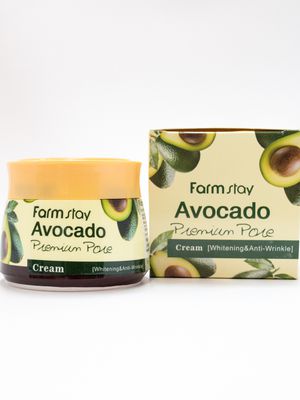 Farmstay
Avocado
Premium Pore
Cream [Whitening&Anti-Wrinkle]
Farmstay
Avocado
Premium Pore
Cream [Whitening&Anti-Wrinkle]